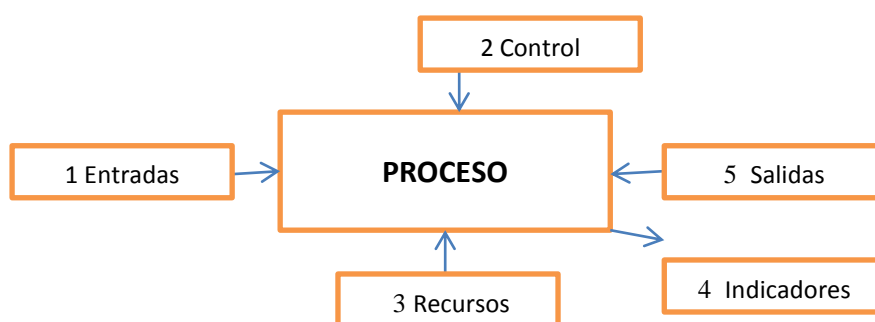 2 Control
1 Entradas
PROCESO
5 Salidas
3 Recursos
4 Indicadores